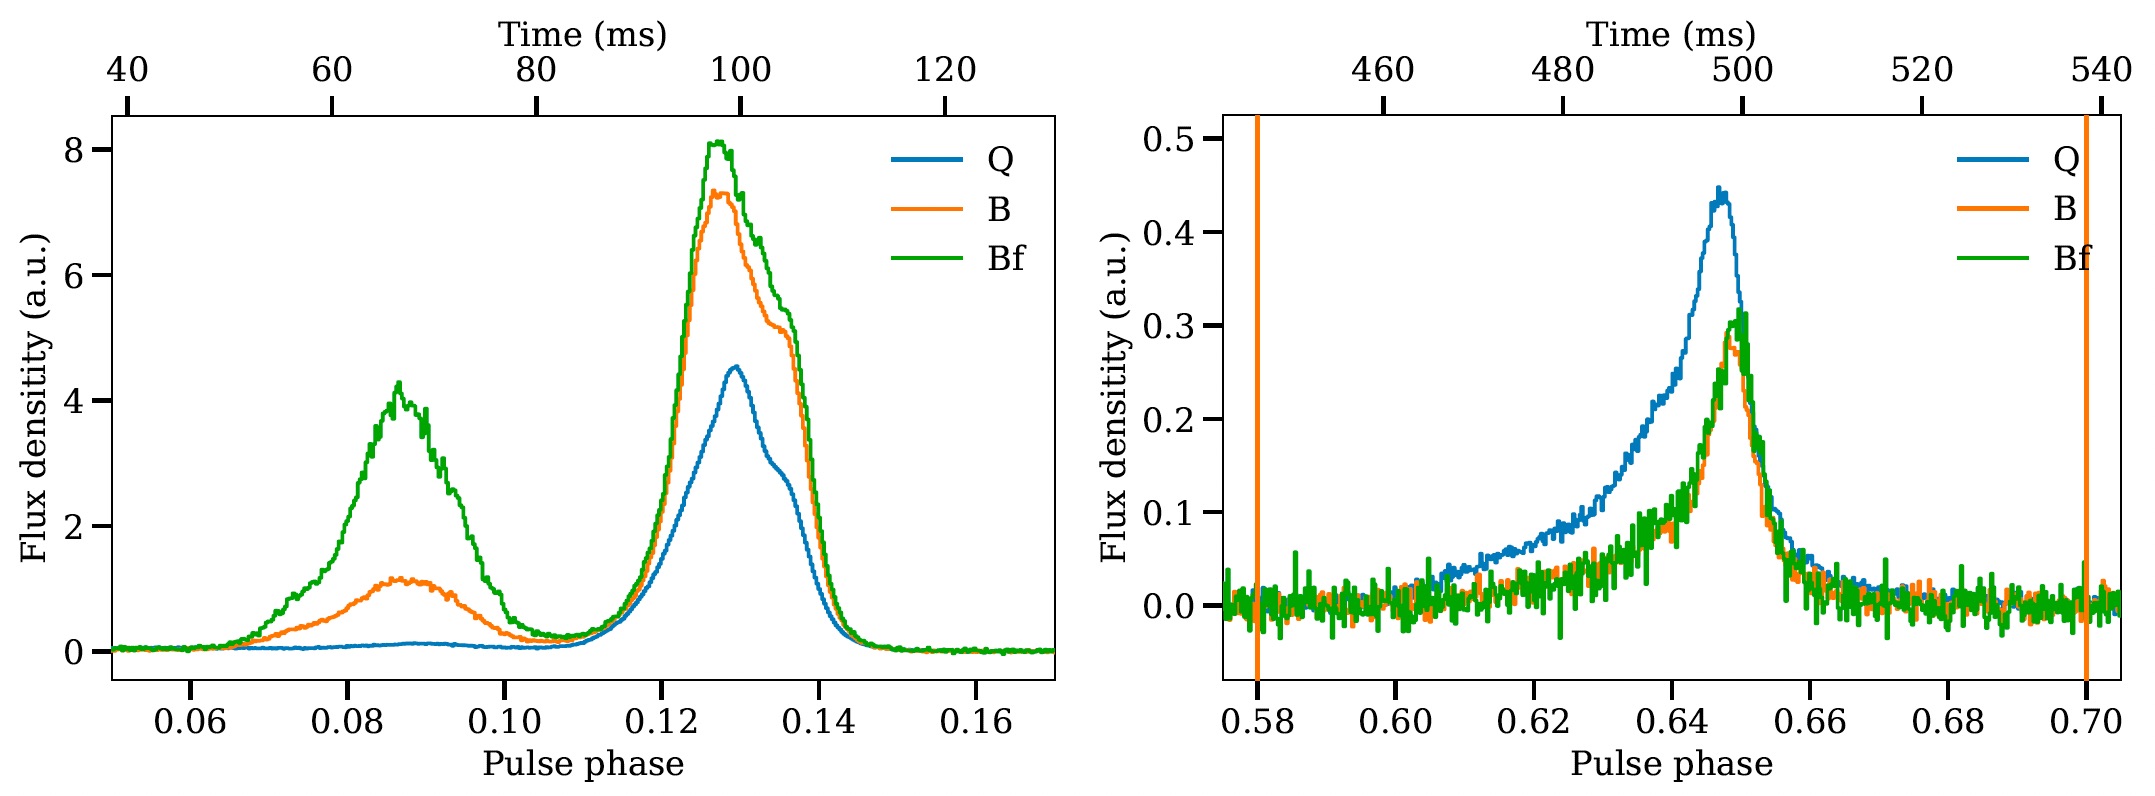 Time (ms)
40 60 80 100 120
8
6
4
2
0
Flux densitity (a.u.)
Q
B
Bf
0.06 0.08 0.10 0.12 0.14 0.16
Pulse phase
Time (ms)
460 480 500 520 540
0.5
0.4
0.3
0.2
0.1
0.0
Flux densitity (a.u.)
Q
B
Bf
0.58 0.60 0.62 0.64 0.66 0.68 0.70
Pulse phase